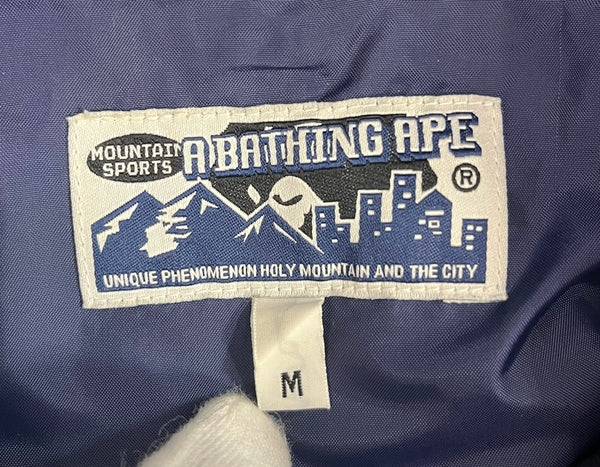 MOUNTAIN
SPORTS
A BATHING APE
®
UNIQUE PHENOMENON HOLY MOUNTAIN AND THE CITY
M